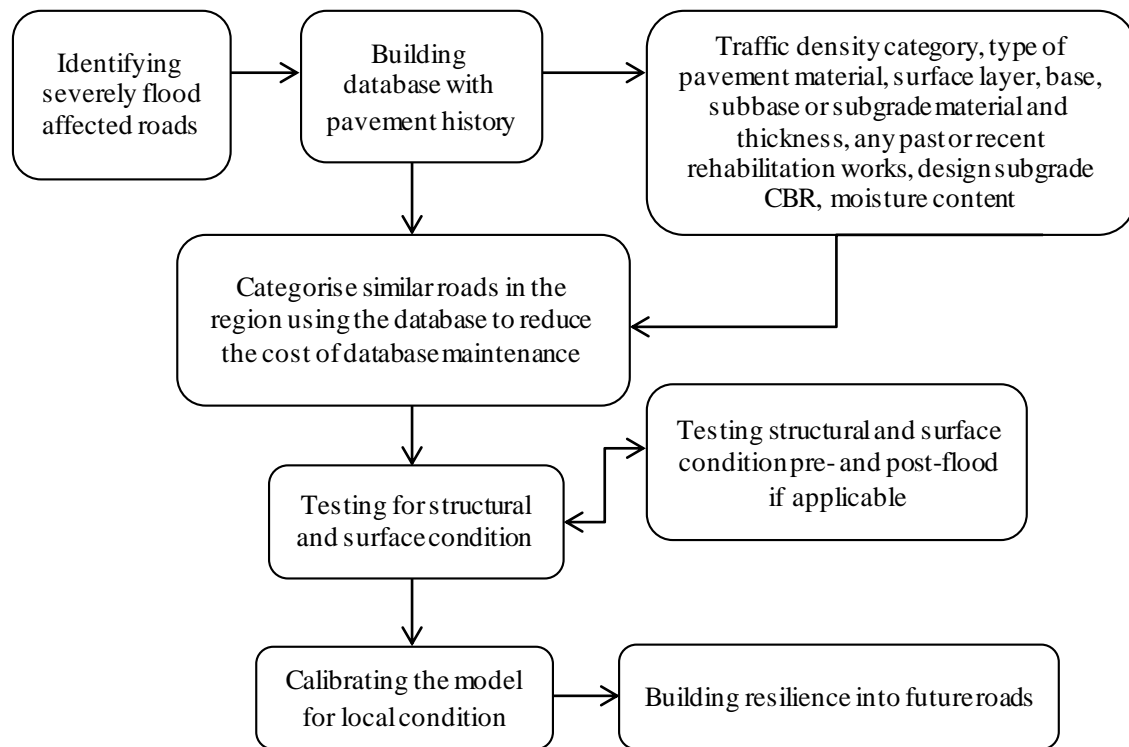 Identifying
severely flood
affected roads
Building
database with
pavement history
Traffic density category, type of
pavement material, surface layer, base,
subbase or subgrade material and
thickness, any past or recent
rehabilitation works, design subgrade
CBR, moisture content
Categorise similar roads in the
region using the database to reduce
the cost of database maintenance
Testing structural and surface
condition pre- and post-flood
if applicable
Testing for structural
and surface condition
Calibrating the model
for local condition
Building resilience into future roads